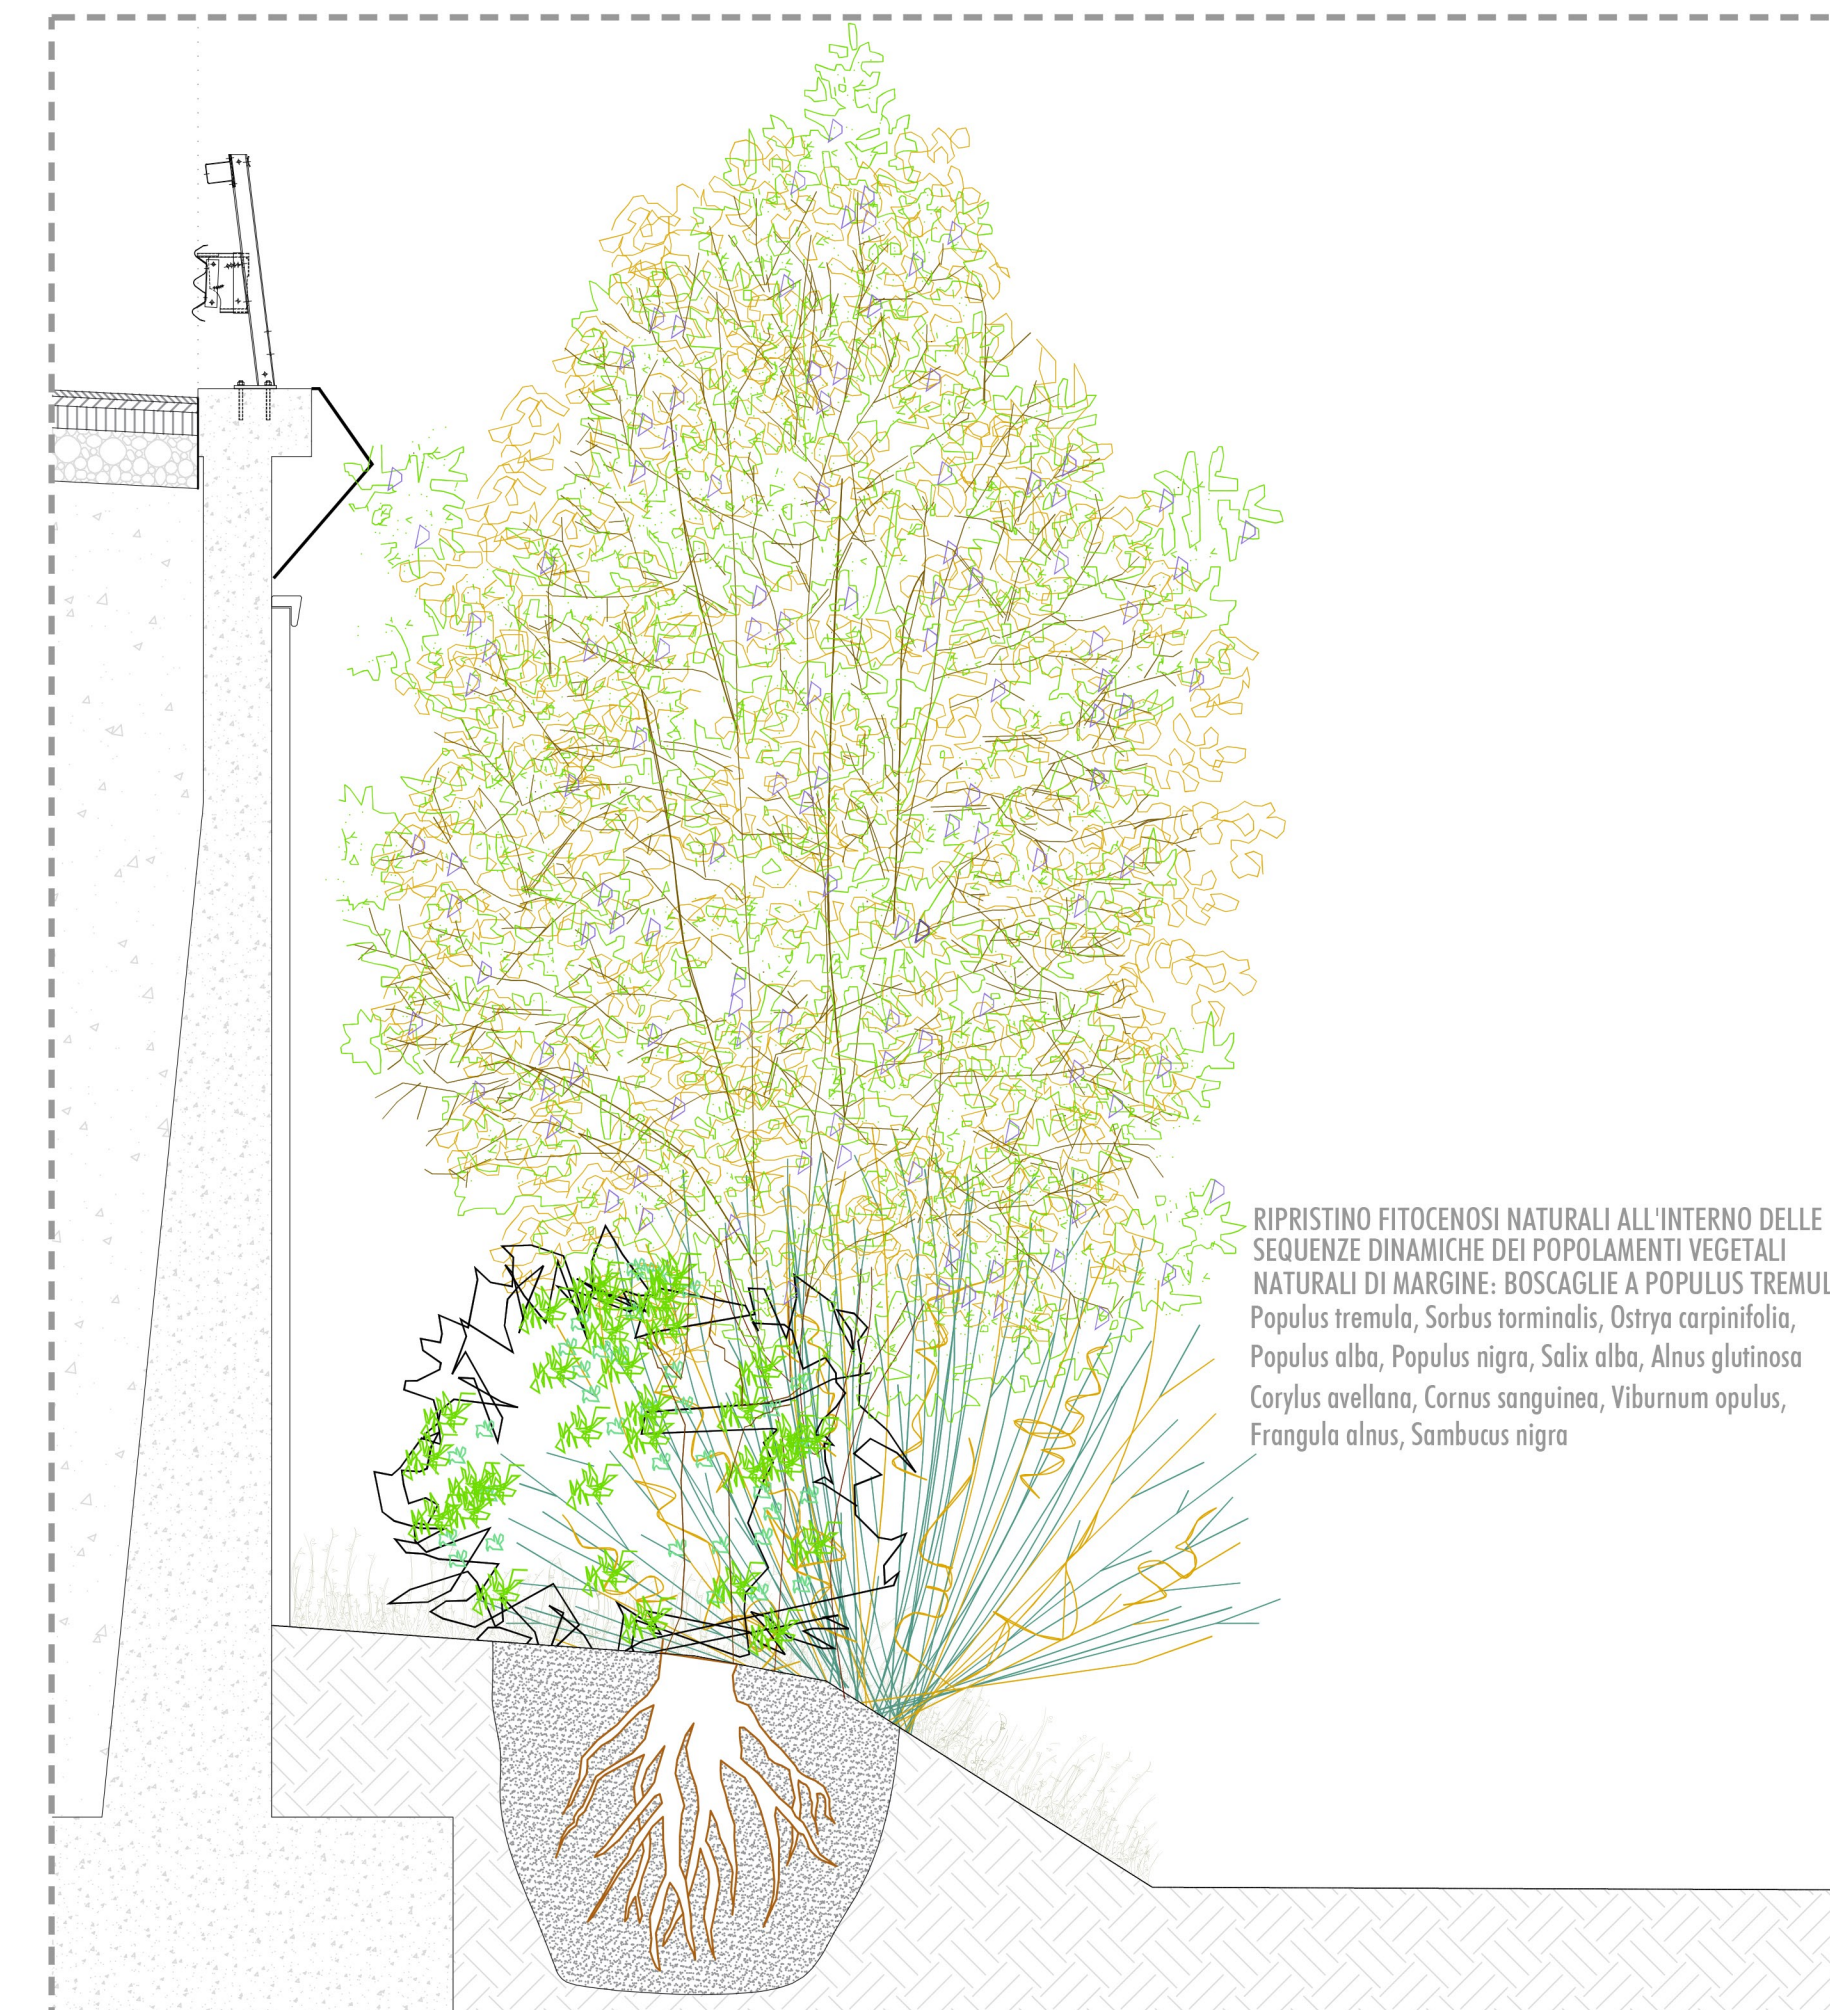 RIPRISTINO FITOCENOSI NATURALI ALL'INTERNO DELLE
SEQUENZE DINAMICHE DEI POPOLAMENTI VEGETALI
NATURALI DI MARGINE: BOSCAGLIE A POPULUS TREMUL
Populus tremula, Sorbus torminalis, Ostrya carpinifolia,
Populus alba, Populus nigra, Salix alba, Alnus glutinosa
Corylus avellana, Cornus sanguinea, Viburnum opulus,
Frangula alnus, Sambucus nigra